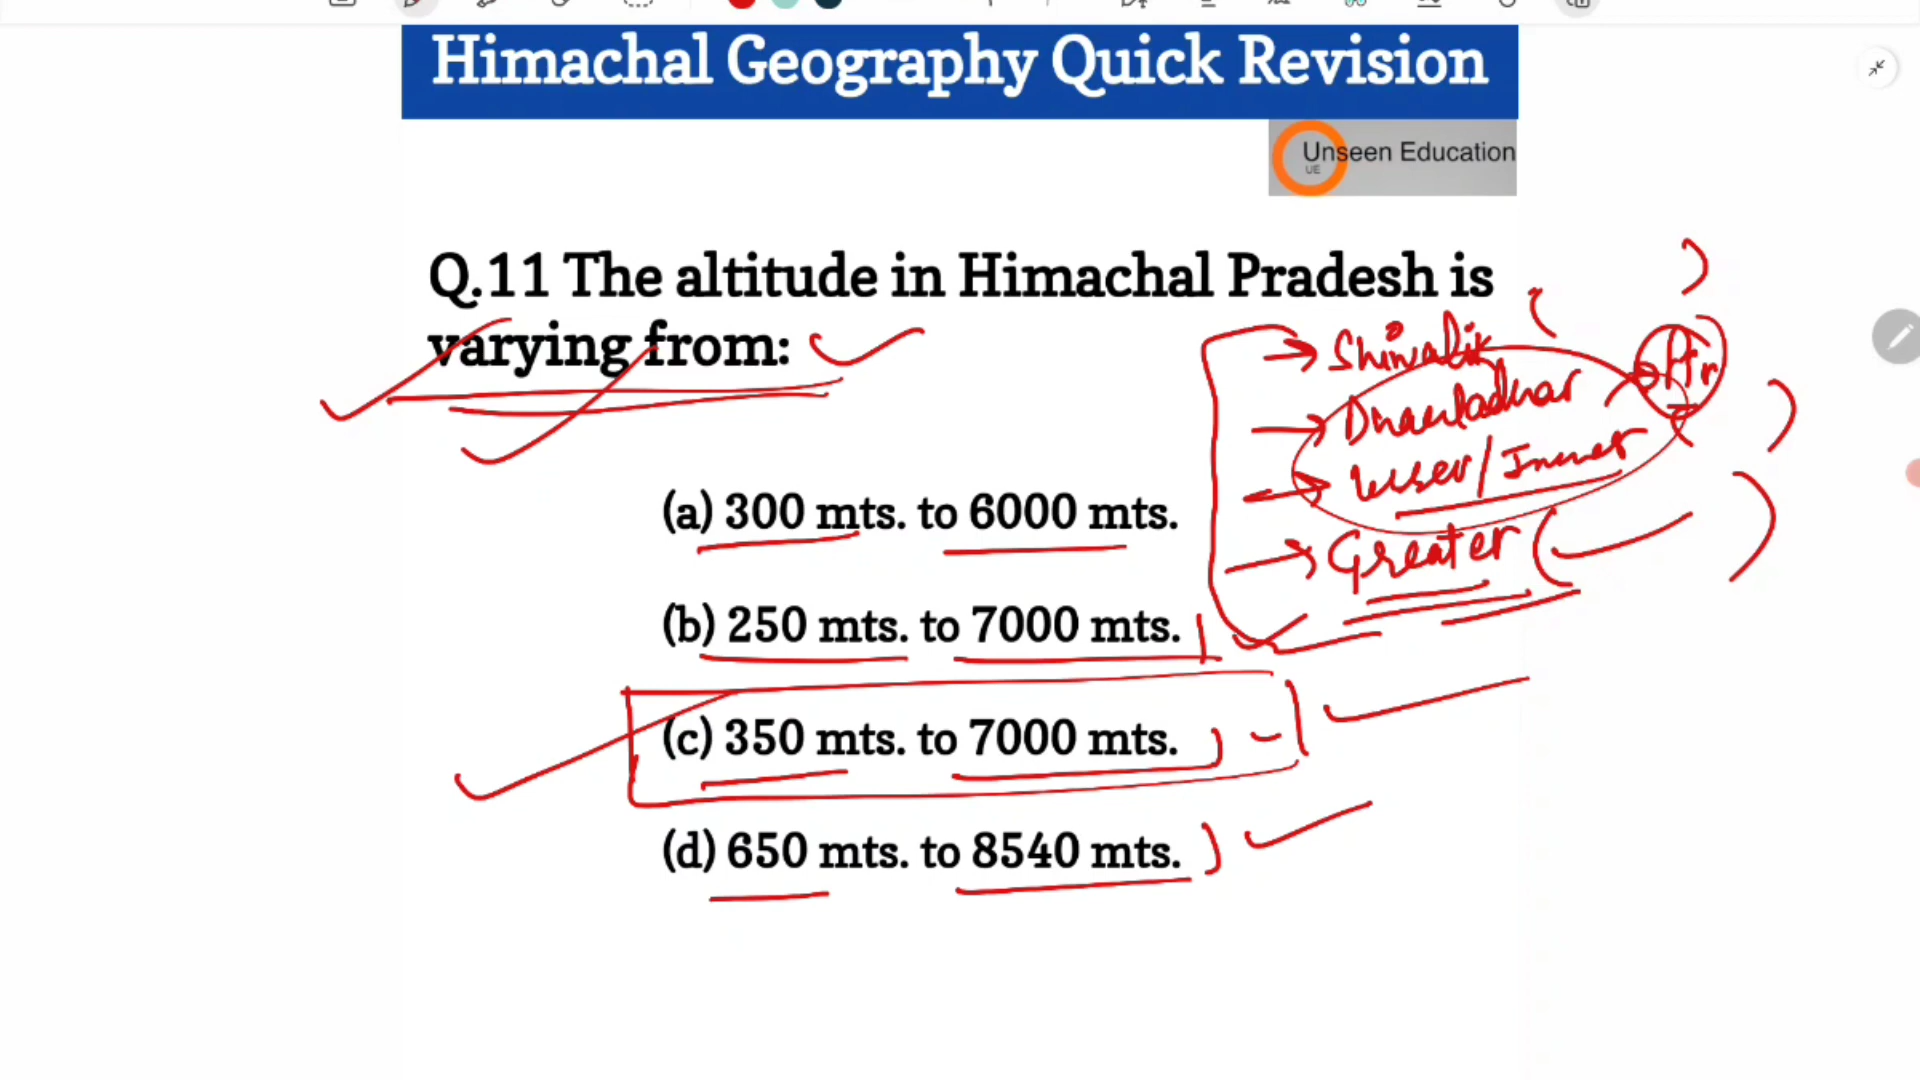 Himachal Geography Quick Revision
Unseen Education
UE
Q.11 The altitude in Himachal Pradesh is
varying from:
Shiwalik
Dhauladhar
Lesser/Inner
Greater
(a) 300 mts. to 6000 mts.
(b) 250 mts. to 7000 mts.
(c) 350 mts. to 7000 mts.
(d) 650 mts. to 8540 mts.